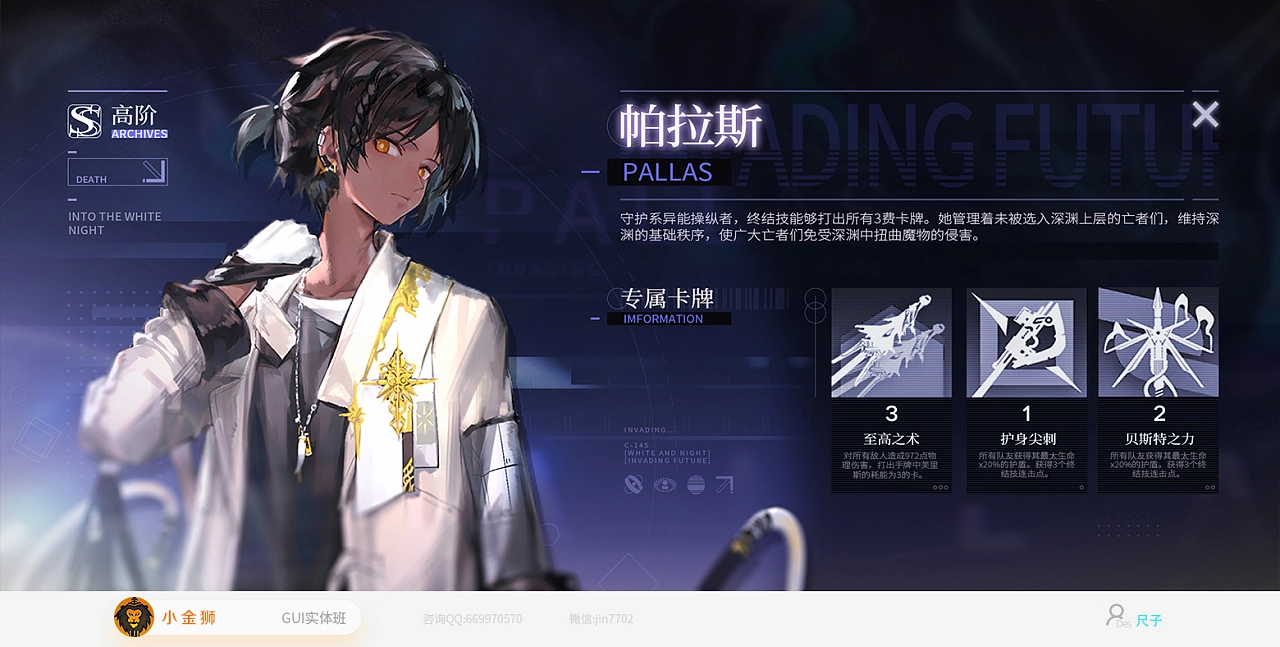 高阶
ARCHIVES
DEATH
INTO THE WHITE
NIGHT
帕拉斯
PALLAS
守护系异能操纵者，终结技能够打出所有3费卡牌。她管理着未被选入深渊上层的亡者们，维持深
渊的基础秩序，使广大亡者们免受深渊中扭曲魔物的侵害。
专属卡牌
IMFORMATION
3
至高之术
对所有敌人造成972点物
理伤害，打出手牌中芙里
斯的耗能为3的卡。
1
护身尖刺
所有队友获得其最大生命
x20%的护盾。获得3个终
结技连击点。
2
贝斯特之力
所有队友获得其最大生命
x20%的护盾。获得3个终
结技连击点。
INVADING...
C-145
[WHITE AND NIGHT]
[INVADING FUTURE]
小金狮
GUI实体班
咨询QQ:669970570
微信:jin7702
Des
尺子